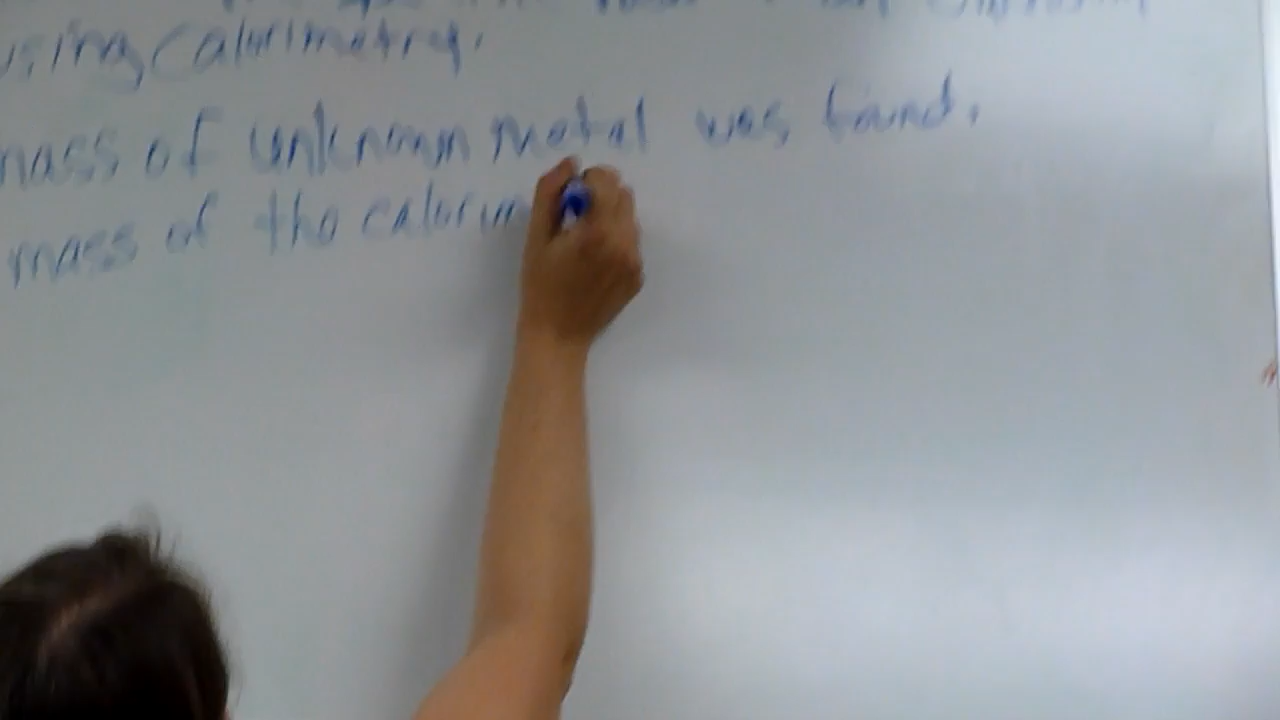 using calorimetry.
mass of unknown metal was found.
mass of the calorim